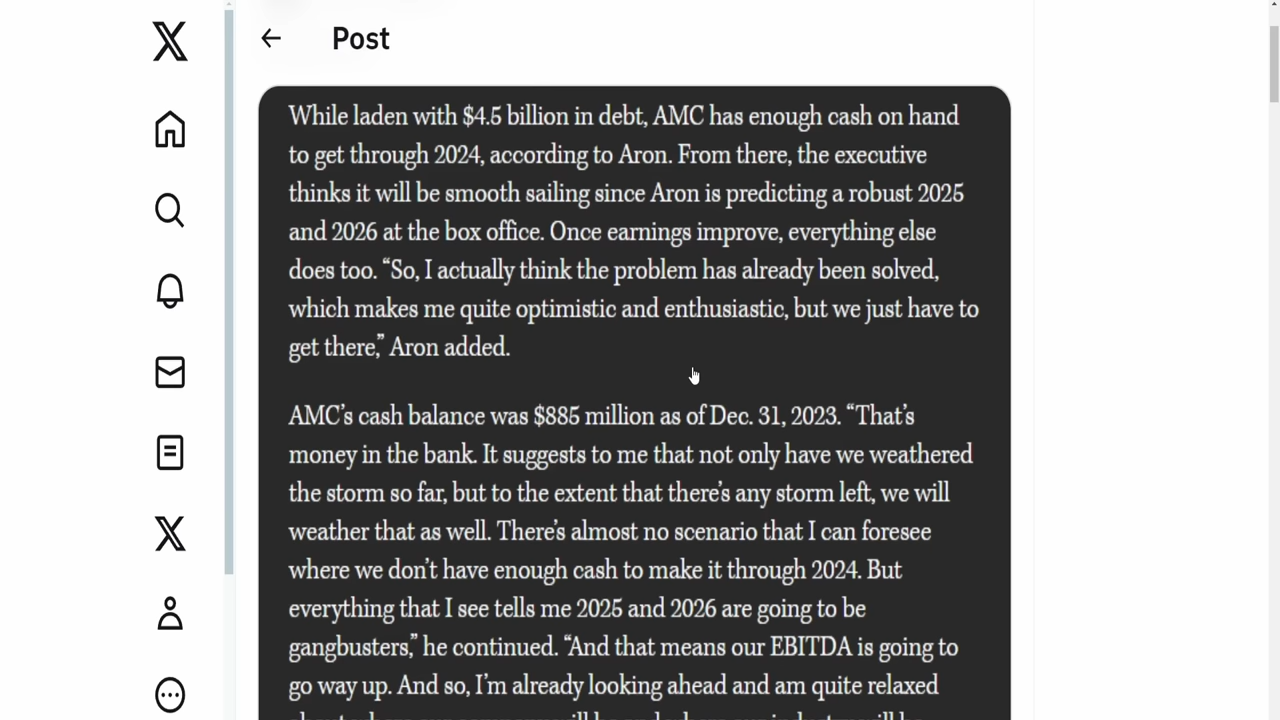 Post
While laden with $4.5 billion in debt, AMC has enough cash on hand
to get through 2024, according to Aron. From there, the executive
thinks it will be smooth sailing since Aron is predicting a robust 2025
and 2026 at the box office. Once earnings improve, everything else
does too. “So, I actually think the problem has already been solved,
which makes me quite optimistic and enthusiastic, but we just have to
get there,” Aron added.
AMC’s cash balance was $885 million as of Dec. 31, 2023. “That’s
money in the bank. It suggests to me that not only have we weathered
the storm so far, but to the extent that there’s any storm left, we will
weather that as well. There’s almost no scenario that I can foresee
where we don’t have enough cash to make it through 2024. But
everything that I see tells me 2025 and 2026 are going to be
gangbusters,” he continued. “And that means our EBITDA is going to
go way up. And so, I’m already looking ahead and am quite relaxed